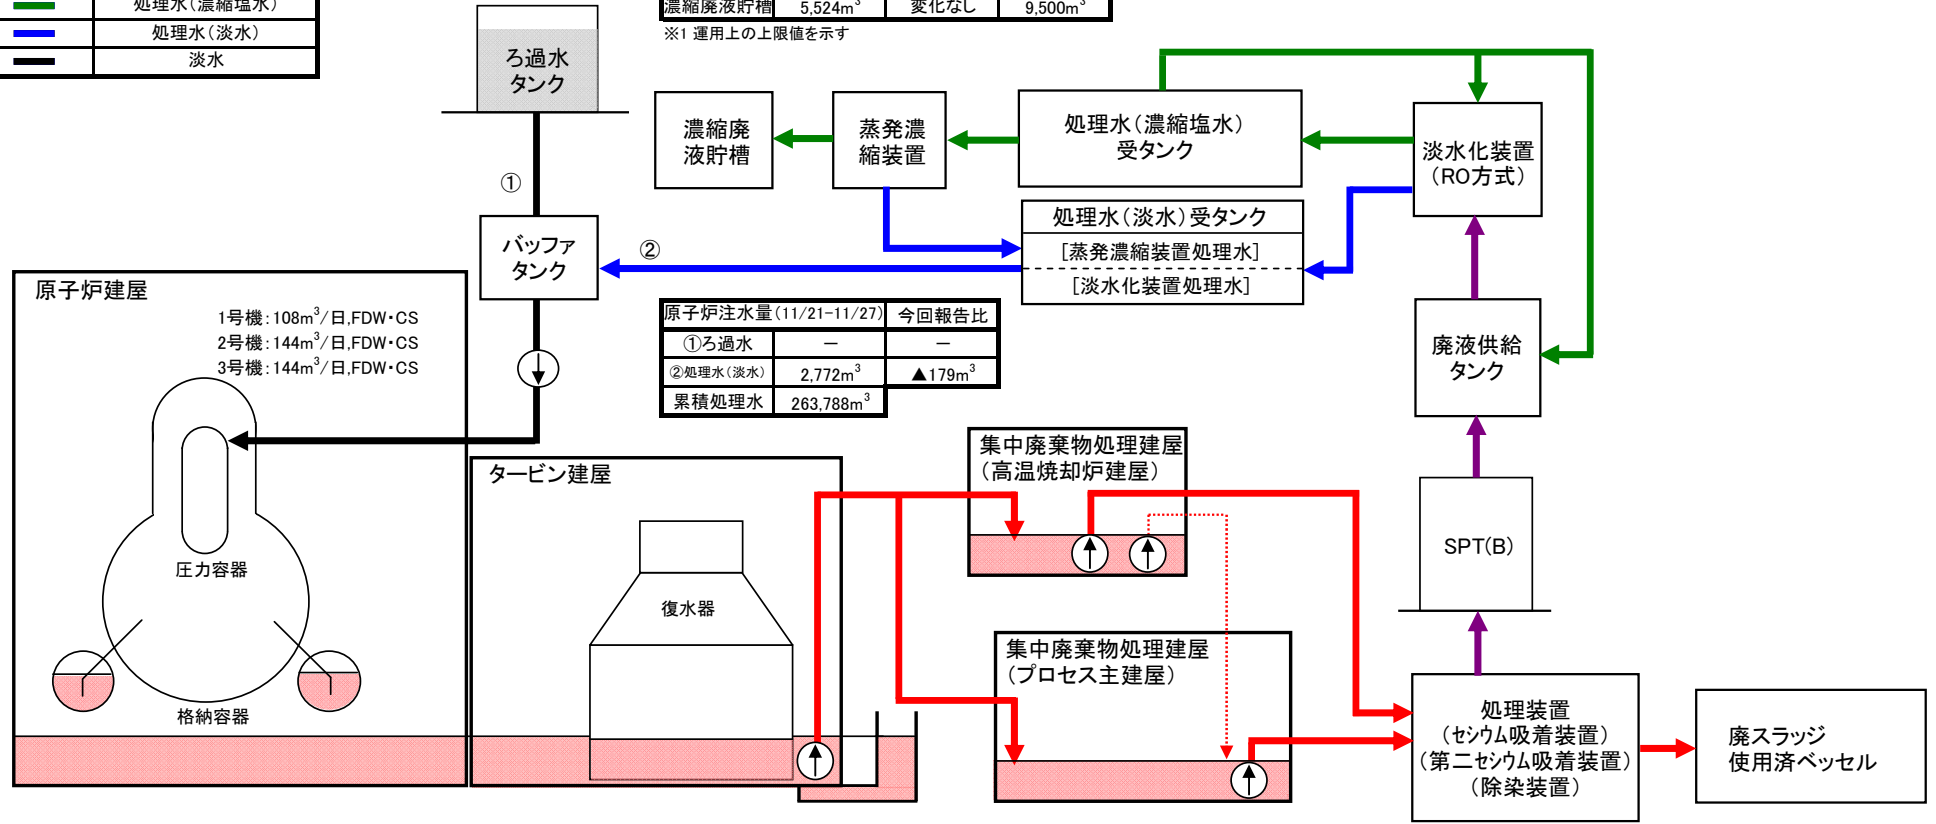 処理水(濃縮塩水)
処理水(淡水)
淡水
濃縮廃液貯槽 5,524m³ 変化なし 9,500m³
※1 運用上の上限値を示す
ろ過水
タンク
濃縮廃
液貯槽
蒸発濃
縮装置
処理水(濃縮塩水)
受タンク
淡水化装置
(RO方式)
①
処理水(淡水)受タンク
[蒸発濃縮装置処理水]
[淡水化装置処理水]
バッファ
タンク
②
原子炉建屋
1号機:108m³/日,FDW・CS
2号機:144m³/日,FDW・CS
3号機:144m³/日,FDW・CS
原子炉注水量(11/21-11/27) 今回報告比
①ろ過水 − −
②処理水(淡水) 2,772m³ ▲179m³
累積処理水 263,788m³
廃液供給
タンク
圧力容器
格納容器
タービン建屋
復水器
集中廃棄物処理建屋
(高温焼却炉建屋)
SPT(B)
集中廃棄物処理建屋
(プロセス主建屋)
処理装置
(セシウム吸着装置)
(第二セシウム吸着装置)
(除染装置)
廃スラッジ
使用済ベッセル